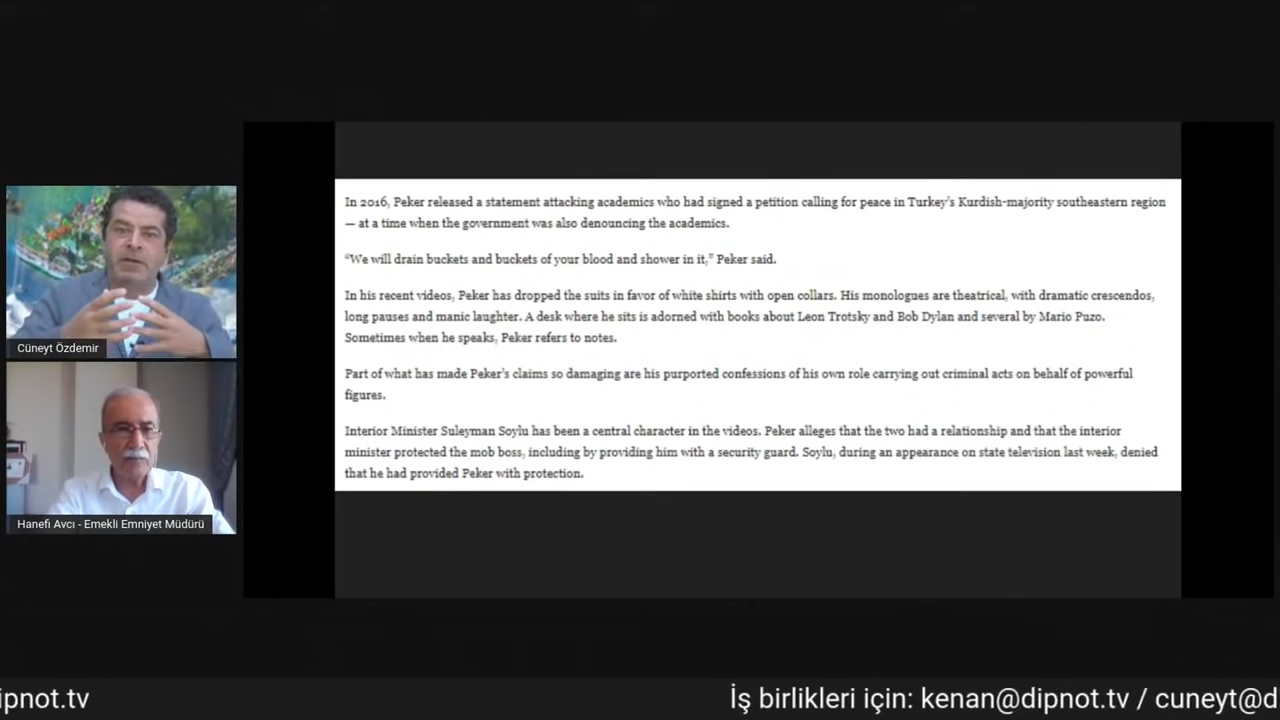 Cüneyt Özdemir
Hanefi Avcı - Emekli Emniyet Müdürü
In 2016, Peker released a statement attacking academics who had signed a petition calling for peace in Turkey's Kurdish-majority southeastern region
— at a time when the government was also denouncing the academics.
“We will drain buckets and buckets of your blood and shower in it,” Peker said.
In his recent videos, Peker has dropped the suits in favor of white shirts with open collars. His monologues are theatrical, with dramatic crescendos,
long pauses and manic laughter. A desk where he sits is adorned with books about Leon Trotsky and Bob Dylan and several by Mario Puzo.
Sometimes when he speaks, Peker refers to notes.
Part of what has made Peker's claims so damaging are his purported confessions of his own role carrying out criminal acts on behalf of powerful
figures.
Interior Minister Suleyman Soylu has been a central character in the videos. Peker alleges that the two had a relationship and that the interior
minister protected the mob boss, including by providing him with a security guard. Soylu, during an appearance on state television last week, denied
that he had provided Peker with protection.
ipnot.tv
İş birlikleri için: kenan@dipnot.tv / cuneyt@d